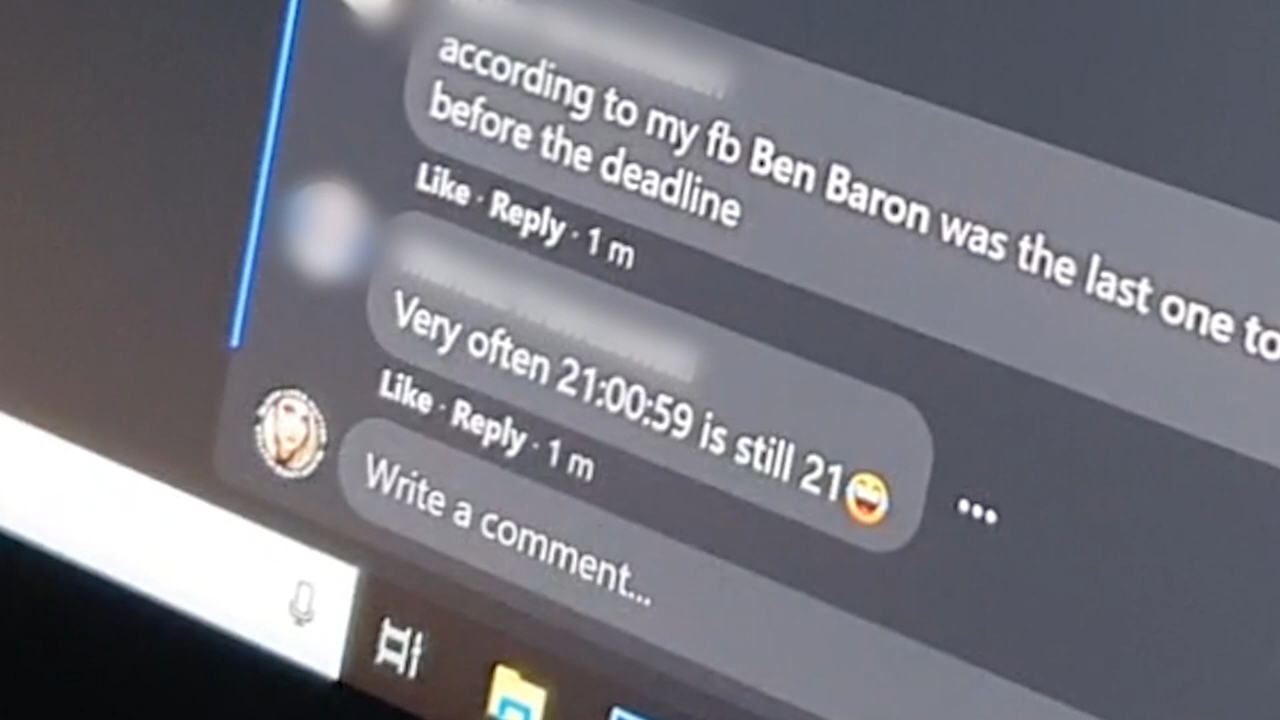 according to my fb Ben Baron was the last one to
before the deadline
Like · Reply · 1 m
Very often 21:00:59 is still 21😄
Like · Reply · 1 m
Write a comment...